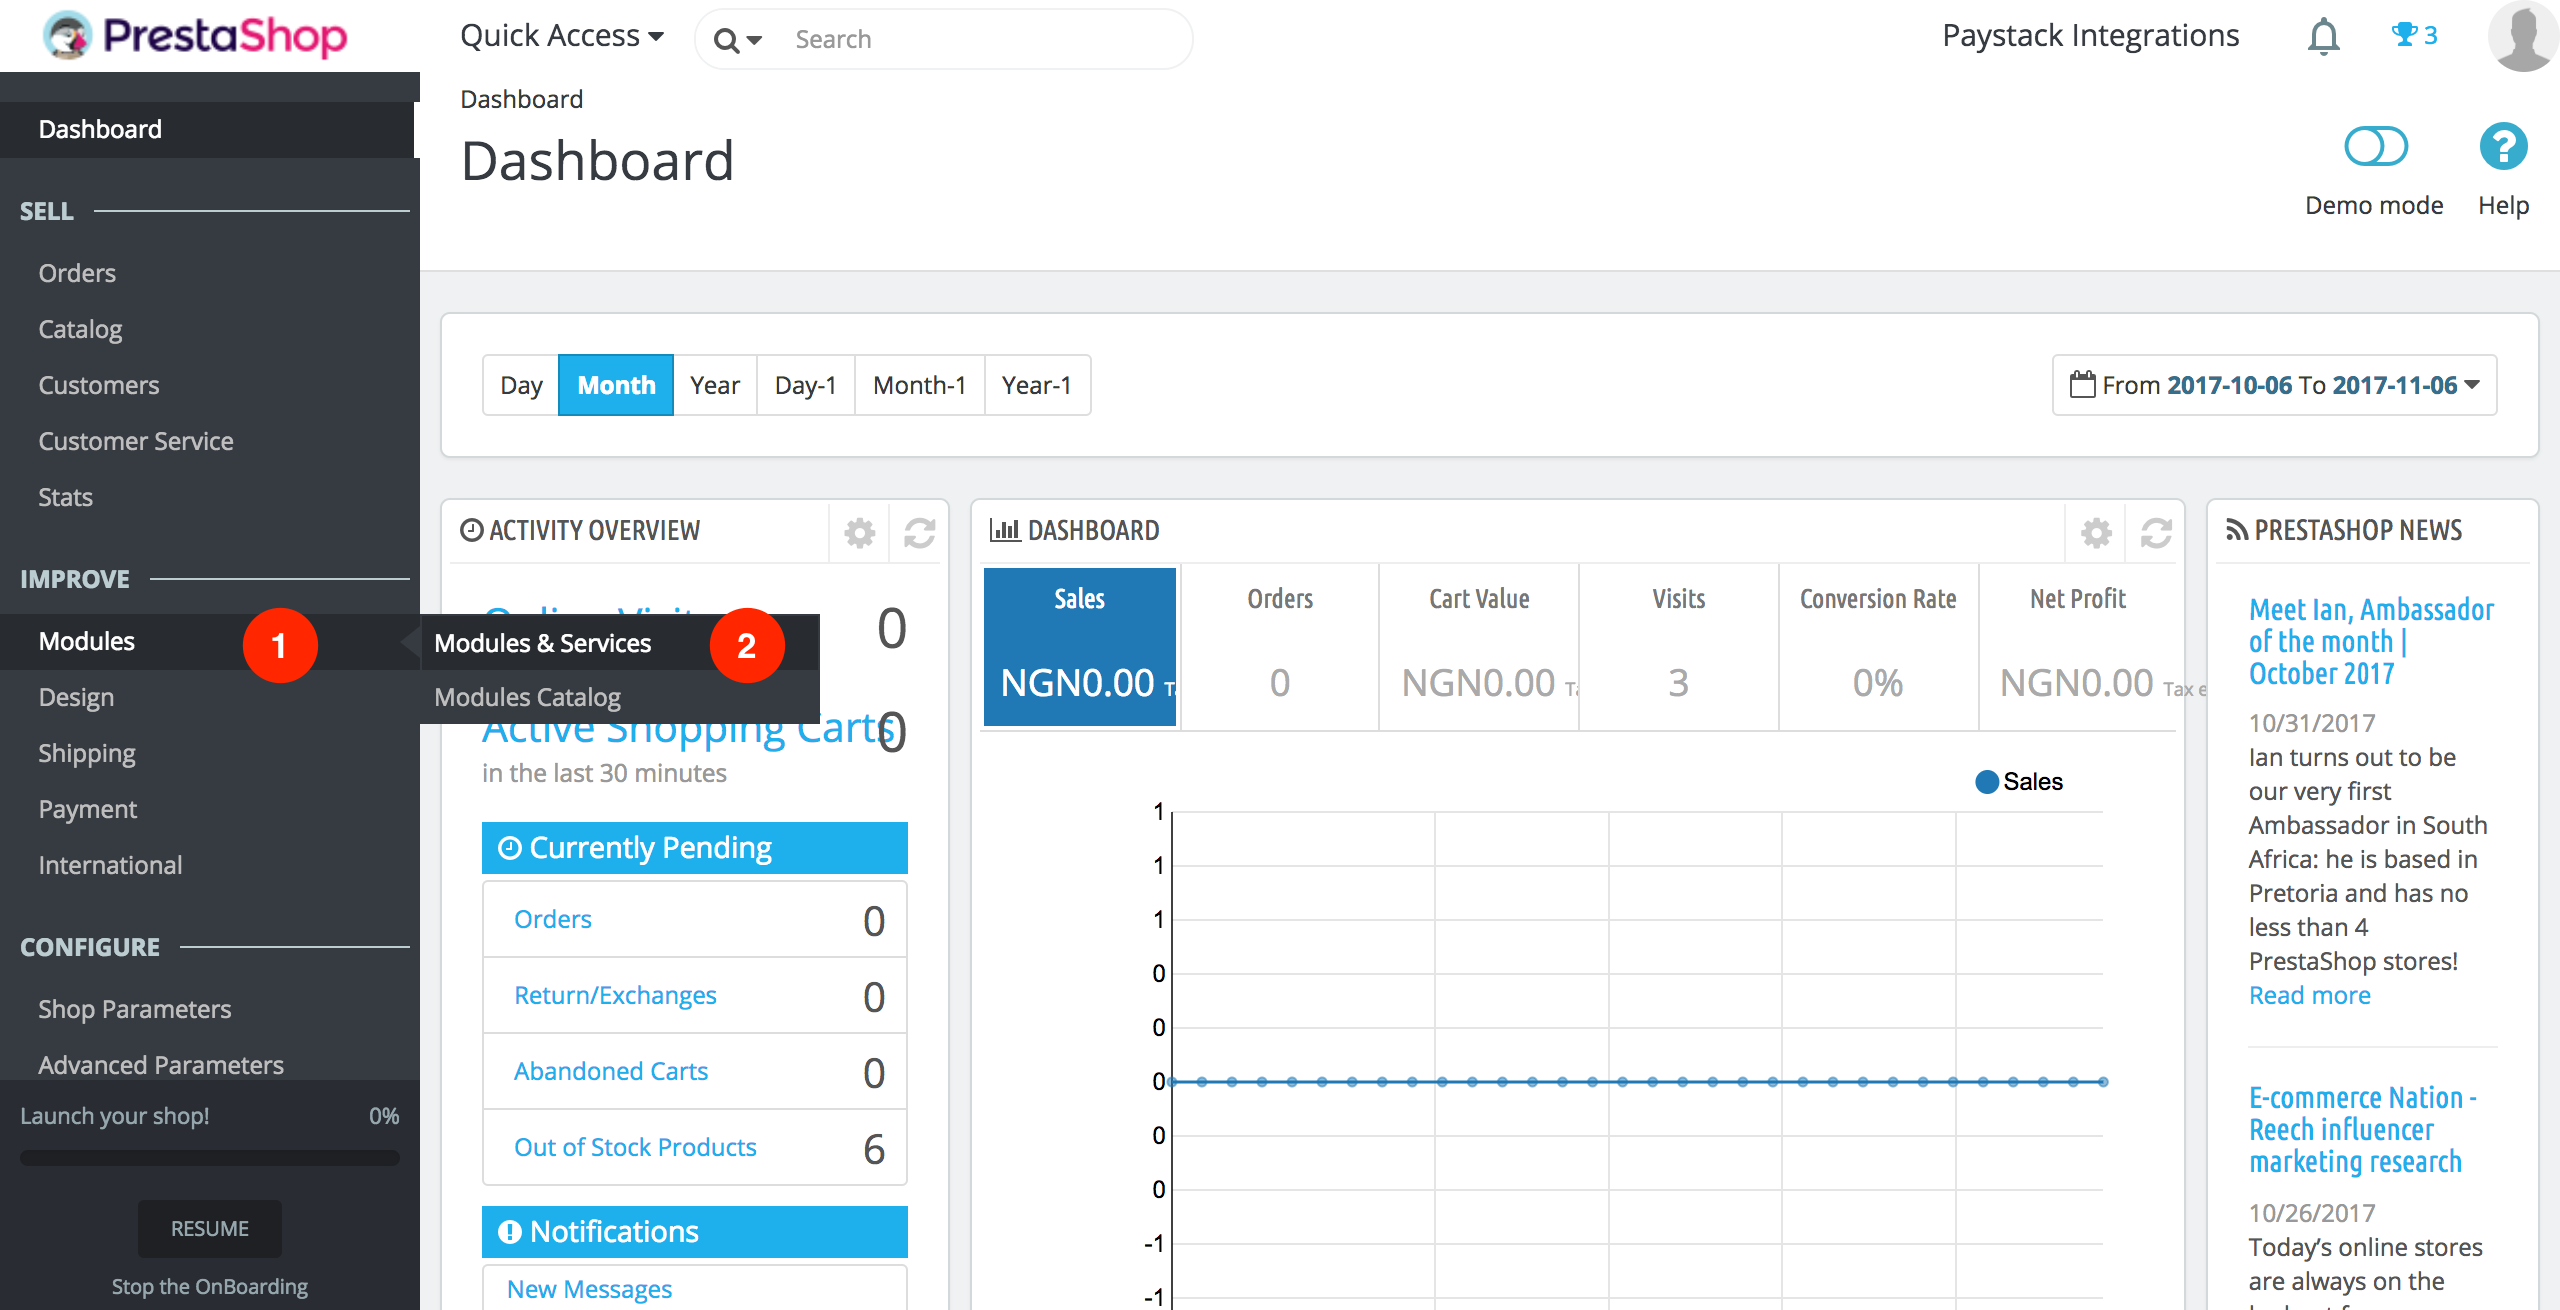 PrestaShop
Quick Access
Search
Paystack Integrations
3
Dashboard
Dashboard
Demo mode
Help
Dashboard
SELL
Orders
Catalog
Customers
Customer Service
Stats
IMPROVE
Modules
1
Modules & Services
2
Modules Catalog
Design
Shipping
Payment
International
CONFIGURE
Shop Parameters
Advanced Parameters
Launch your shop!
0%
RESUME
Stop the OnBoarding
Day
Month
Year
Day-1
Month-1
Year-1
From 2017-10-06 To 2017-11-06
ACTIVITY OVERVIEW
0
Active Shopping Carts
0
in the last 30 minutes
Currently Pending
Orders 0
Return/Exchanges 0
Abandoned Carts 0
Out of Stock Products 6
Notifications
New Messages
DASHBOARD
Sales
NGN0.00
Orders
0
Cart Value
NGN0.00
Visits
3
Conversion Rate
0%
Net Profit
NGN0.00 Tax e
Sales
1
1
1
0
0
0
0
0
-1
-1
PRESTASHOP NEWS
Meet Ian, Ambassador
of the month |
October 2017
10/31/2017
Ian turns out to be
our very first
Ambassador in South
Africa: he is based in
Pretoria and has no
less than 4
PrestaShop stores!
Read more
E-commerce Nation -
Reech influencer
marketing research
10/26/2017
Today's online stores
are always on the